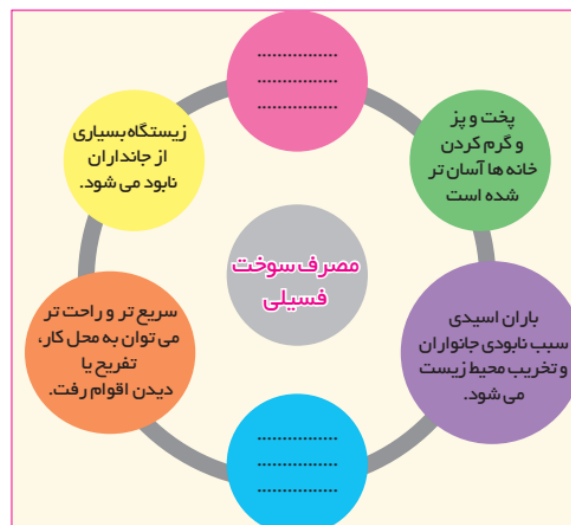 ........................
........................
........................
پخت و پز
و گرم کردن
خانه ها آسان تر
شده است
زیستگاه بسیاری
از جانداران
نابود می شود.
مصرف سوخت
فسیلی
باران اسیدی
سبب نابودی جانواران
و تخریب محیط زیست
می شود.
سریع تر و راحت تر
می توان به محل کار،
تفریح یا
دیدن اقوام رفت.
........................
........................
........................